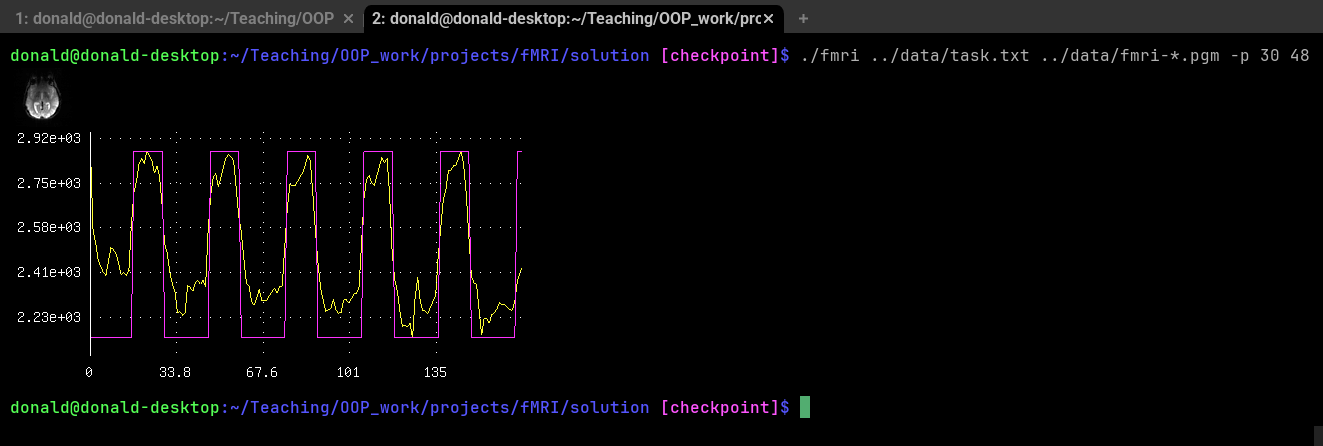 1: donald@donald-desktop:~/Teaching/OOP × 2: donald@donald-desktop:~/Teaching/OOP_work/pro × +
donald@donald-desktop:~/Teaching/OOP_work/projects/fMRI/solution [checkpoint]$ ./fmri ../data/task.txt ../data/fmri-*.pgm -p 30 48
2.92e+03
2.75e+03
2.58e+03
2.41e+03
2.23e+03
0 33.8 67.6 101 135
donald@donald-desktop:~/Teaching/OOP_work/projects/fMRI/solution [checkpoint]$